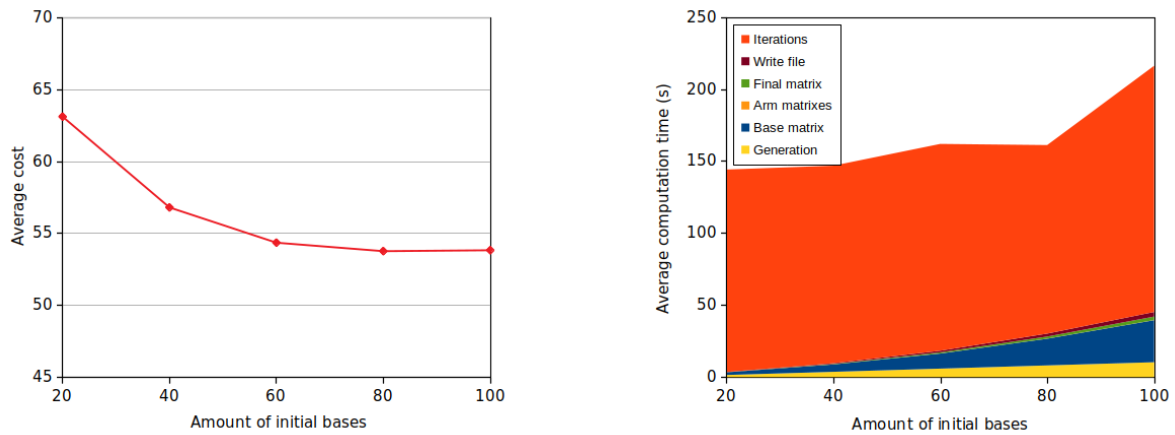 70
65
60
55
50
45
Average cost
20
40
60
80
100
Amount of initial bases
250
200
150
100
50
0
Average computation time (s)
Iterations
Write file
Final matrix
Arm matrixes
Base matrix
Generation
20
40
60
80
100
Amount of initial bases